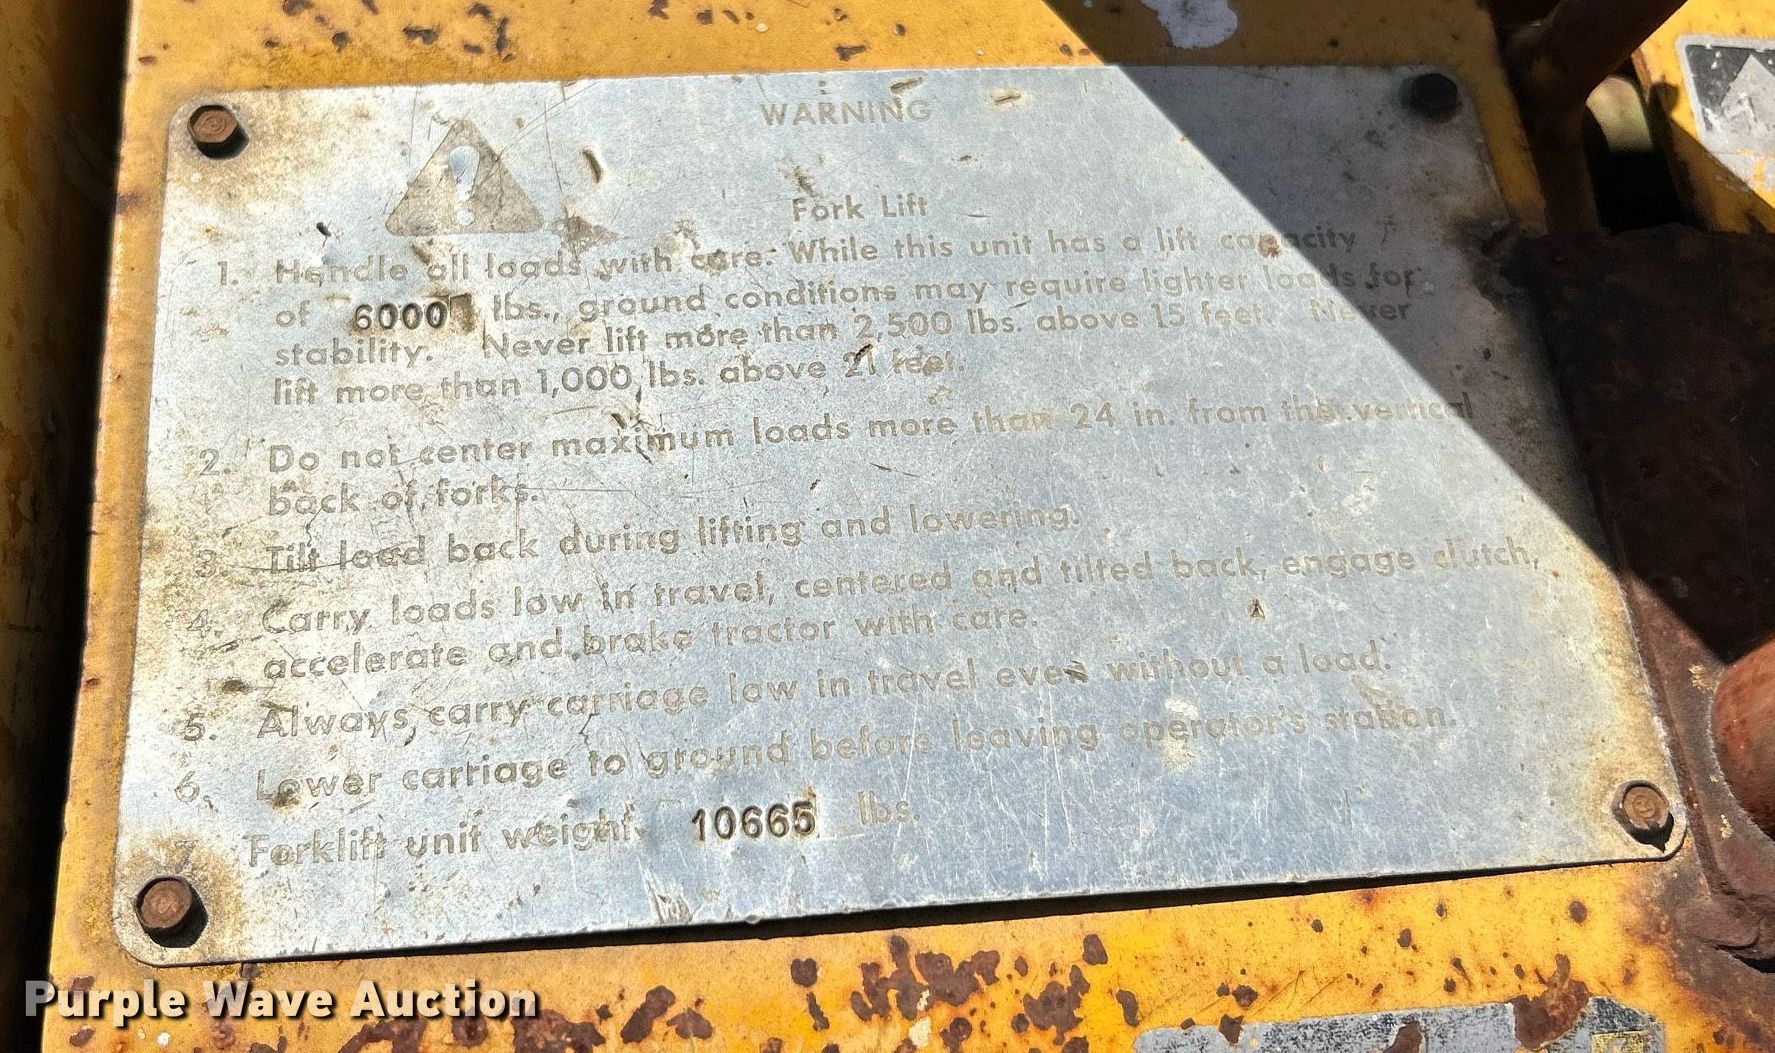 WARNING
Fork Lift
1. Handle all loads with care. While this unit has a lift capacity
of 6000 lbs., ground conditions may require lighter loads for
stability. Never lift more than 2,500 lbs. above 15 feet. Never
lift more than 1,000 lbs. above 21 feet.
2. Do not center maximum loads more than 24 in. from the vertical
back of forks.
3. Tilt load back during lifting and lowering.
4. Carry loads low in travel, centered and tilted back, engage clutch,
accelerate and brake tractor with care.
5. Always carry carriage low in travel even without a load.
6. Lower carriage to ground before leaving operator's station.
7. Forklift unit weight 10665 lbs.
Purple Wave Auction